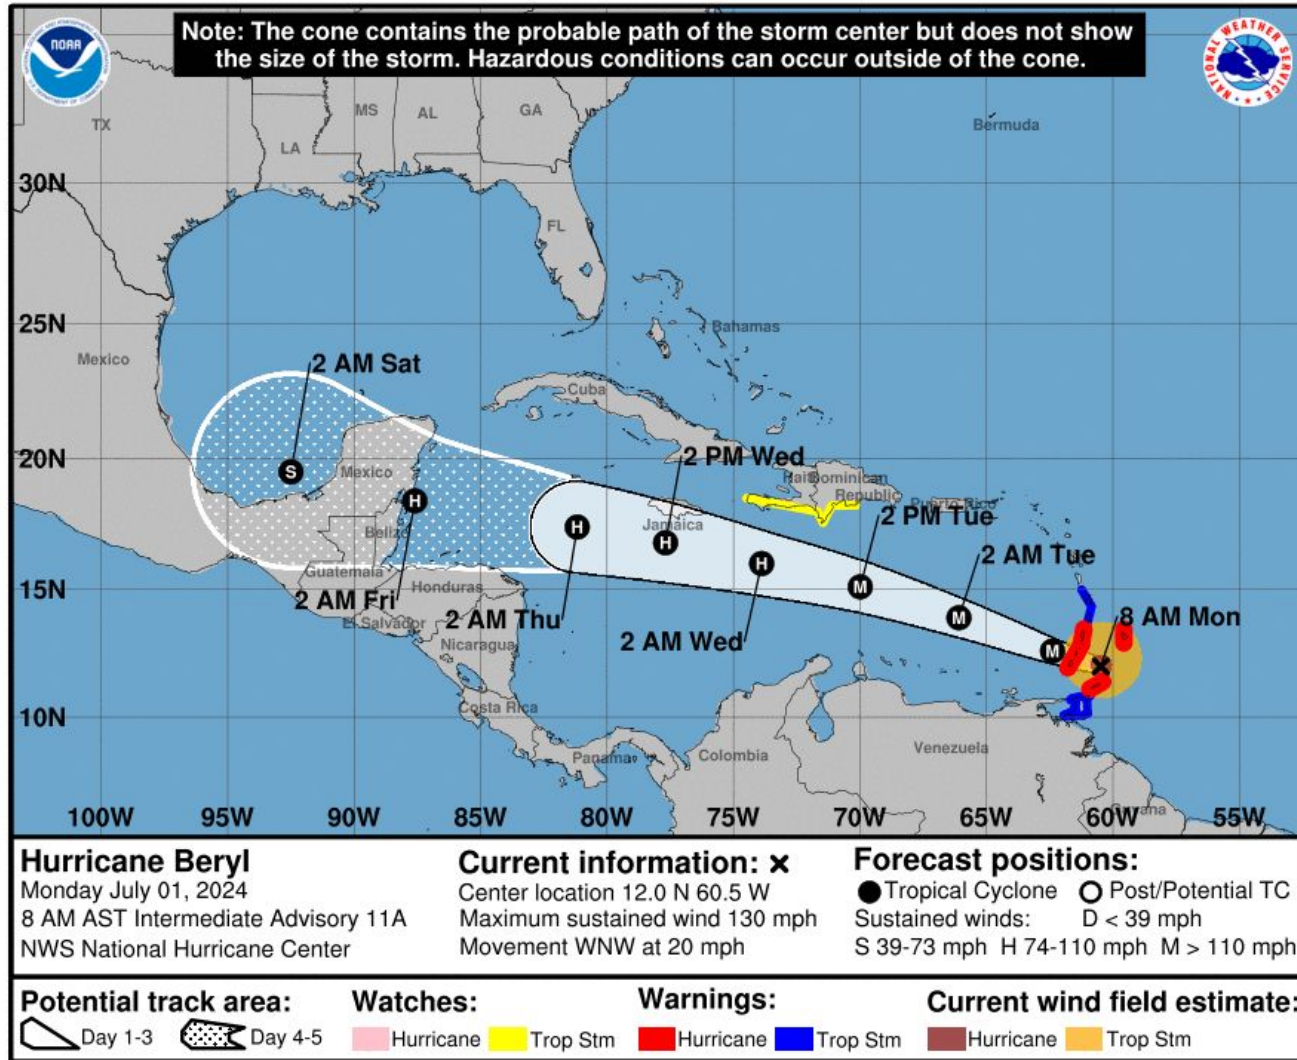 Note: The cone contains the probable path of the storm center but does not show
the size of the storm. Hazardous conditions can occur outside of the cone.
NOAA
NATIONAL WEATHER SERVICE
TX
MS
AL
GA
LA
Bermuda
30N
FL
25N
Bahamas
Mexico
2 AM Sat
Cuba
20N
2 PM Wed
S
Mexico
Haiti
Dominican
Republic
Puerto Rico
H
Belize
H
H
Jamaica
2 PM Tue
H
2 AM Tue
15N
Guatemala
Honduras
M
2 AM Fri
2 AM Thu
El Salvador
M
8 AM Mon
Nicaragua
2 AM Wed
M
10N
Costa Rica
Panama
Colombia
Venezuela
Guyana
100W 95W 90W 85W 80W 75W 70W 65W 60W 55W
Hurricane Beryl
Monday July 01, 2024
8 AM AST Intermediate Advisory 11A
NWS National Hurricane Center
Current information: ×
Center location 12.0 N 60.5 W
Maximum sustained wind 130 mph
Movement WNW at 20 mph
Forecast positions:
Tropical Cyclone Post/Potential TC
Sustained winds: D < 39 mph
S 39-73 mph H 74-110 mph M > 110 mph
Potential track area:
Day 1-3 Day 4-5
Watches:
Hurricane Trop Stm
Warnings:
Hurricane Trop Stm
Current wind field estimate:
Hurricane Trop Stm